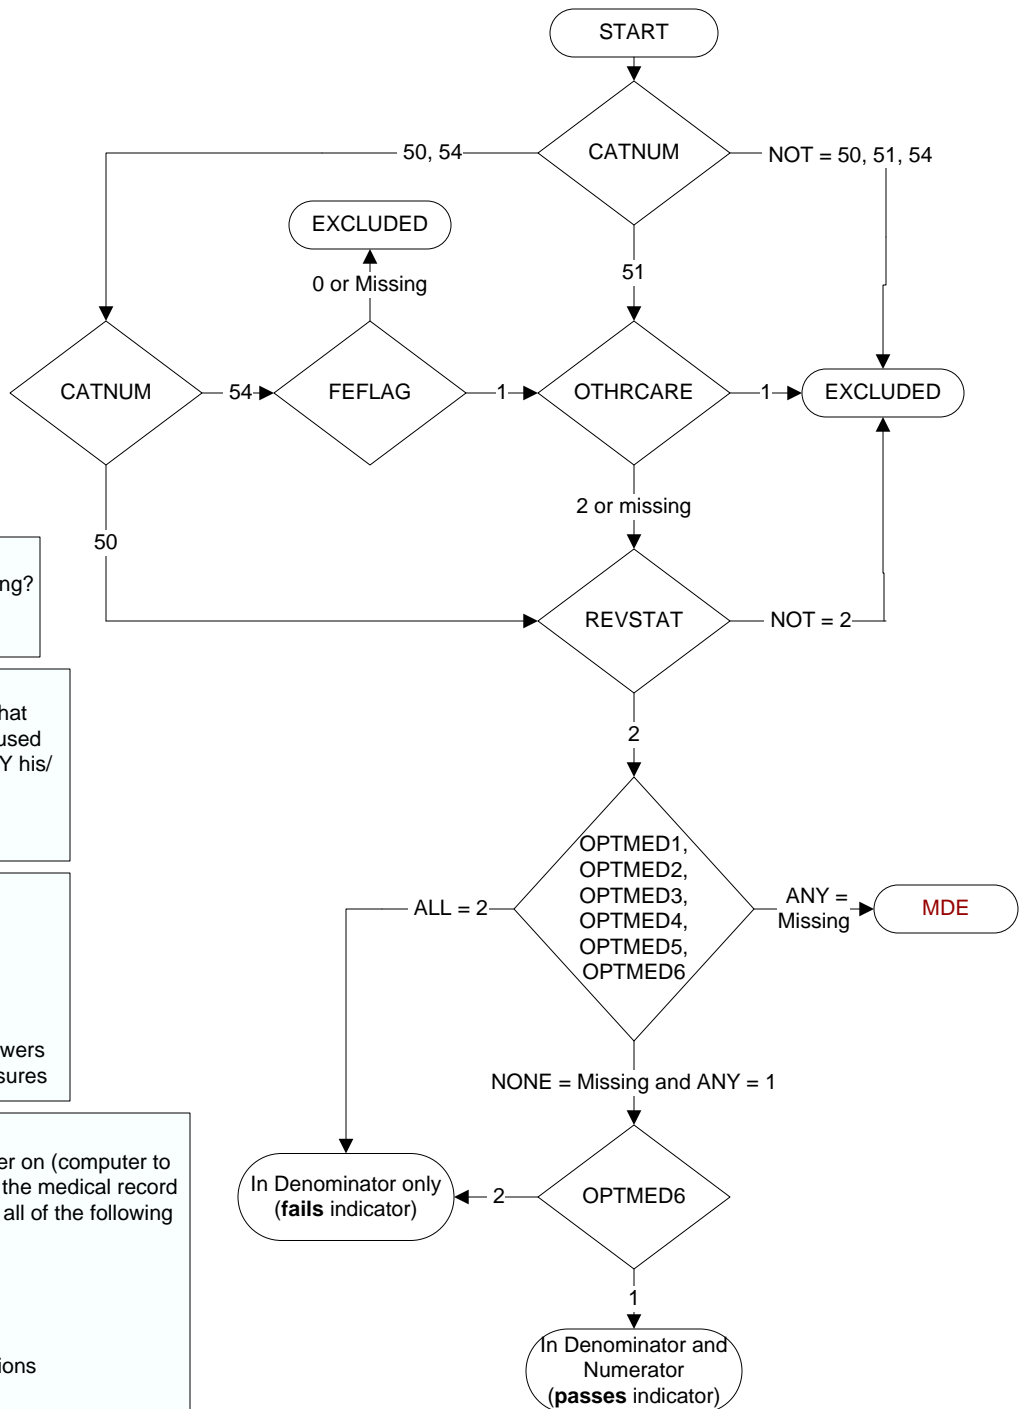 START
CATNUM
50, 54
NOT = 50, 51, 54
EXCLUDED
51
0 or Missing
CATNUM
54
FEFLAG
1
OTHRCARE
1
EXCLUDED
2 or missing
50
REVSTAT
NOT = 2
2
OPTMED1,
OPTMED2,
OPTMED3,
OPTMED4,
OPTMED5,
OPTMED6
ALL = 2
ANY =
Missing
MDE
NONE = Missing and ANY = 1
OPTMED6
2
In Denominator only
(fails indicator)
1
In Denominator and
Numerator
(passes indicator)
ng?
hat
used
Y his/
wers
sures
er on (computer to
the medical record
all of the following
ions